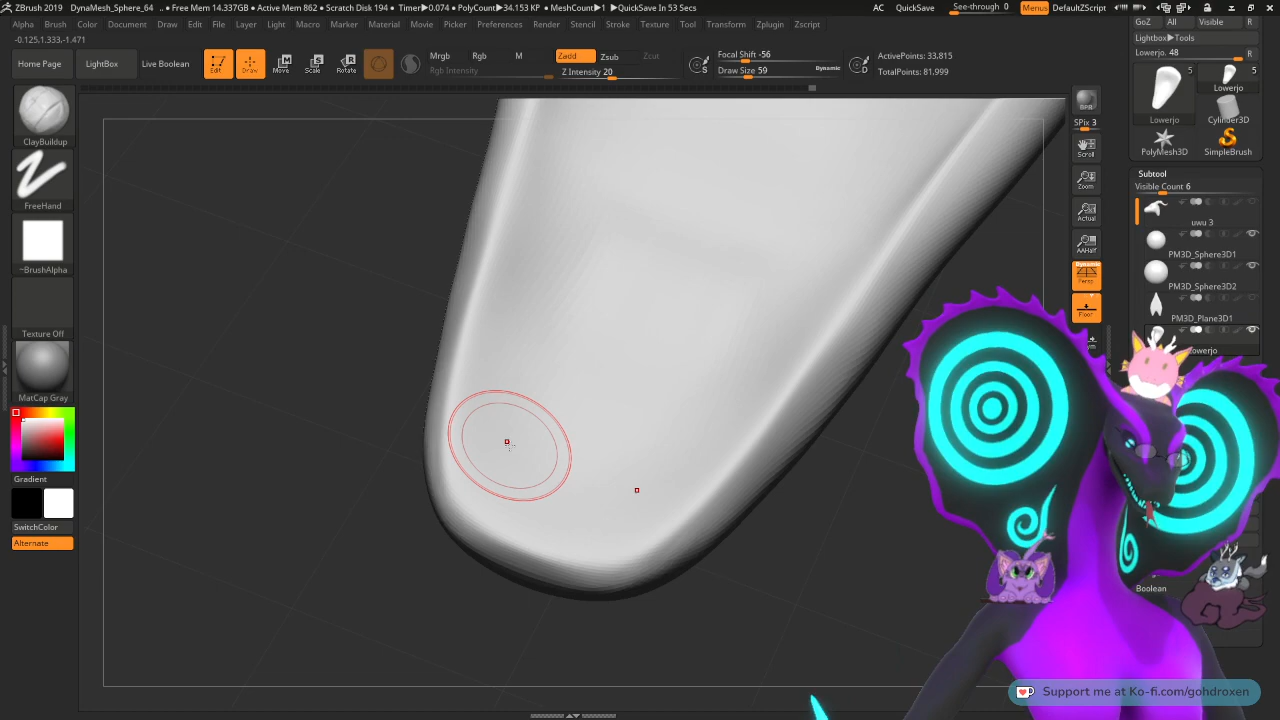 ZBrush 2019 DynaMesh_Sphere_64 .. • Free Mem 14.337GB • Active Mem 862 • Scratch Disk 194 • Timer▶0.074 • PolyCount▶34.153 KP • MeshCount▶1 ▶QuickSave In 53 Secs AC QuickSave See-through 0 Menus DefaultZScript
Alpha Brush Color Document Draw Edit File Layer Light Macro Marker Material Movie Picker Preferences Render Stencil Stroke Texture Tool Transform Zplugin Zscript
-0.125,1.333,-1.471
Home Page LightBox Live Boolean Edit Draw Move Scale Rotate
Mrgb Rgb M Zadd Zsub Zcut
Rgb Intensity Z Intensity 20
Focal Shift -56
Draw Size 59 Dynamic
ActivePoints: 33,815
TotalPoints: 81,999
S
D
ClayBuildup
FreeHand
~BrushAlpha
Texture Off
MatCap Gray
Gradient
SwitchColor
Alternate
BPR
SPix 3
Scroll
Zoom
Actual
AAHalf
Dynamic
Persp
Floor
GoZ All Visible R
Lightbox▶Tools
Lowerjo. 48 R
5 5
Lowerjo
Lowerjo Cylinder3D
PolyMesh3D SimpleBrush
Subtool
Visible Count 6
uwu 3
PM3D_Sphere3D1
PM3D_Sphere3D2
PM3D_Plane3D1
Boolean
Support me at Ko-fi.com/gohdroxen